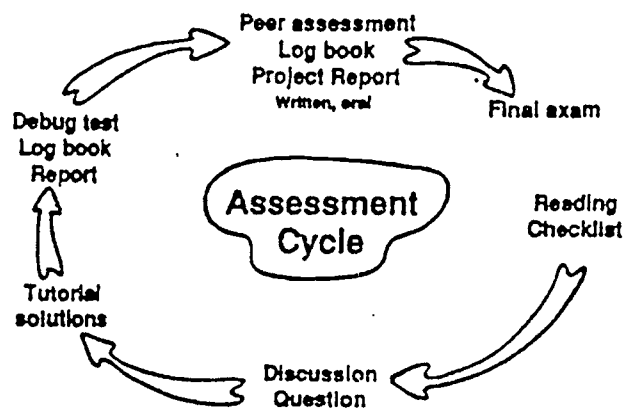 Peer assessment
Log book
Project Report
Written, oral
Final exam
Debug test
Log book
Report
Assessment
Cycle
Reading
Checklist
Tutorial
solutions
Discussion
Question